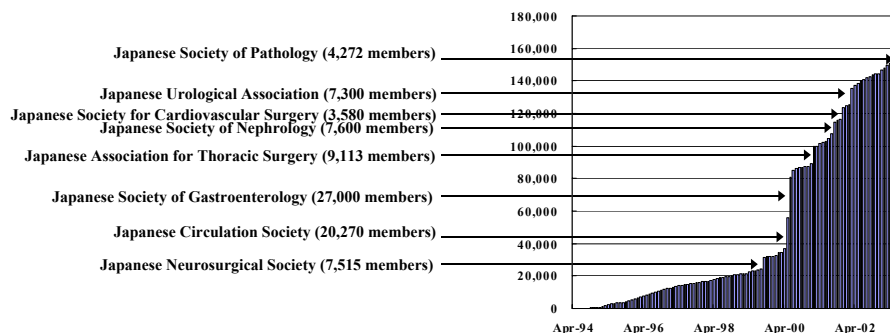 180,000
160,000
Japanese Society of Pathology (4,272 members)
140,000
Japanese Urological Association (7,300 members)
Japanese Society for Cardiovascular Surgery (3,580 members)
120,000
Japanese Society of Nephrology (7,600 members)
100,000
Japanese Association for Thoracic Surgery (9,113 members)
80,000
Japanese Society of Gastroenterology (27,000 members)
60,000
Japanese Circulation Society (20,270 members)
40,000
Japanese Neurosurgical Society (7,515 members)
20,000
0
Apr-94 Apr-96 Apr-98 Apr-00 Apr-02